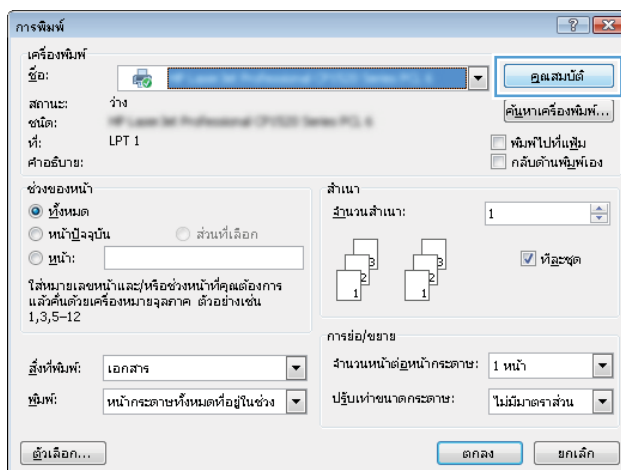 การพิมพ์
เครื่องพิมพ์
ชื่อ:
คุณสมบัติ
สถานะ: ว่าง
ค้นหาเครื่องพิมพ์...
ชนิด:
ที่: LPT 1
พิมพ์ไปที่แฟ้ม
คำอธิบาย:
กลับด้านพิมพ์เอง
ช่วงของหน้า
ทั้งหมด
หน้าปัจจุบัน ส่วนที่เลือก
หน้า:
ใส่หมายเลขหน้าและ/หรือช่วงหน้าที่คุณต้องการ
แล้วคั่นด้วยเครื่องหมายจุลภาค ตัวอย่างเช่น
1,3,5–12
สำเนา
จำนวนสำเนา: 1
3 3
2 2
1 1
ทีละชุด
สิ่งที่พิมพ์: เอกสาร
พิมพ์: หน้ากระดาษทั้งหมดที่อยู่ในช่วง
การย่อ/ขยาย
จำนวนหน้าต่อหน้ากระดาษ: 1 หน้า
ปรับเท่าขนาดกระดาษ: ไม่มีมาตราส่วน
ตัวเลือก...
ตกลง
ยกเลิก